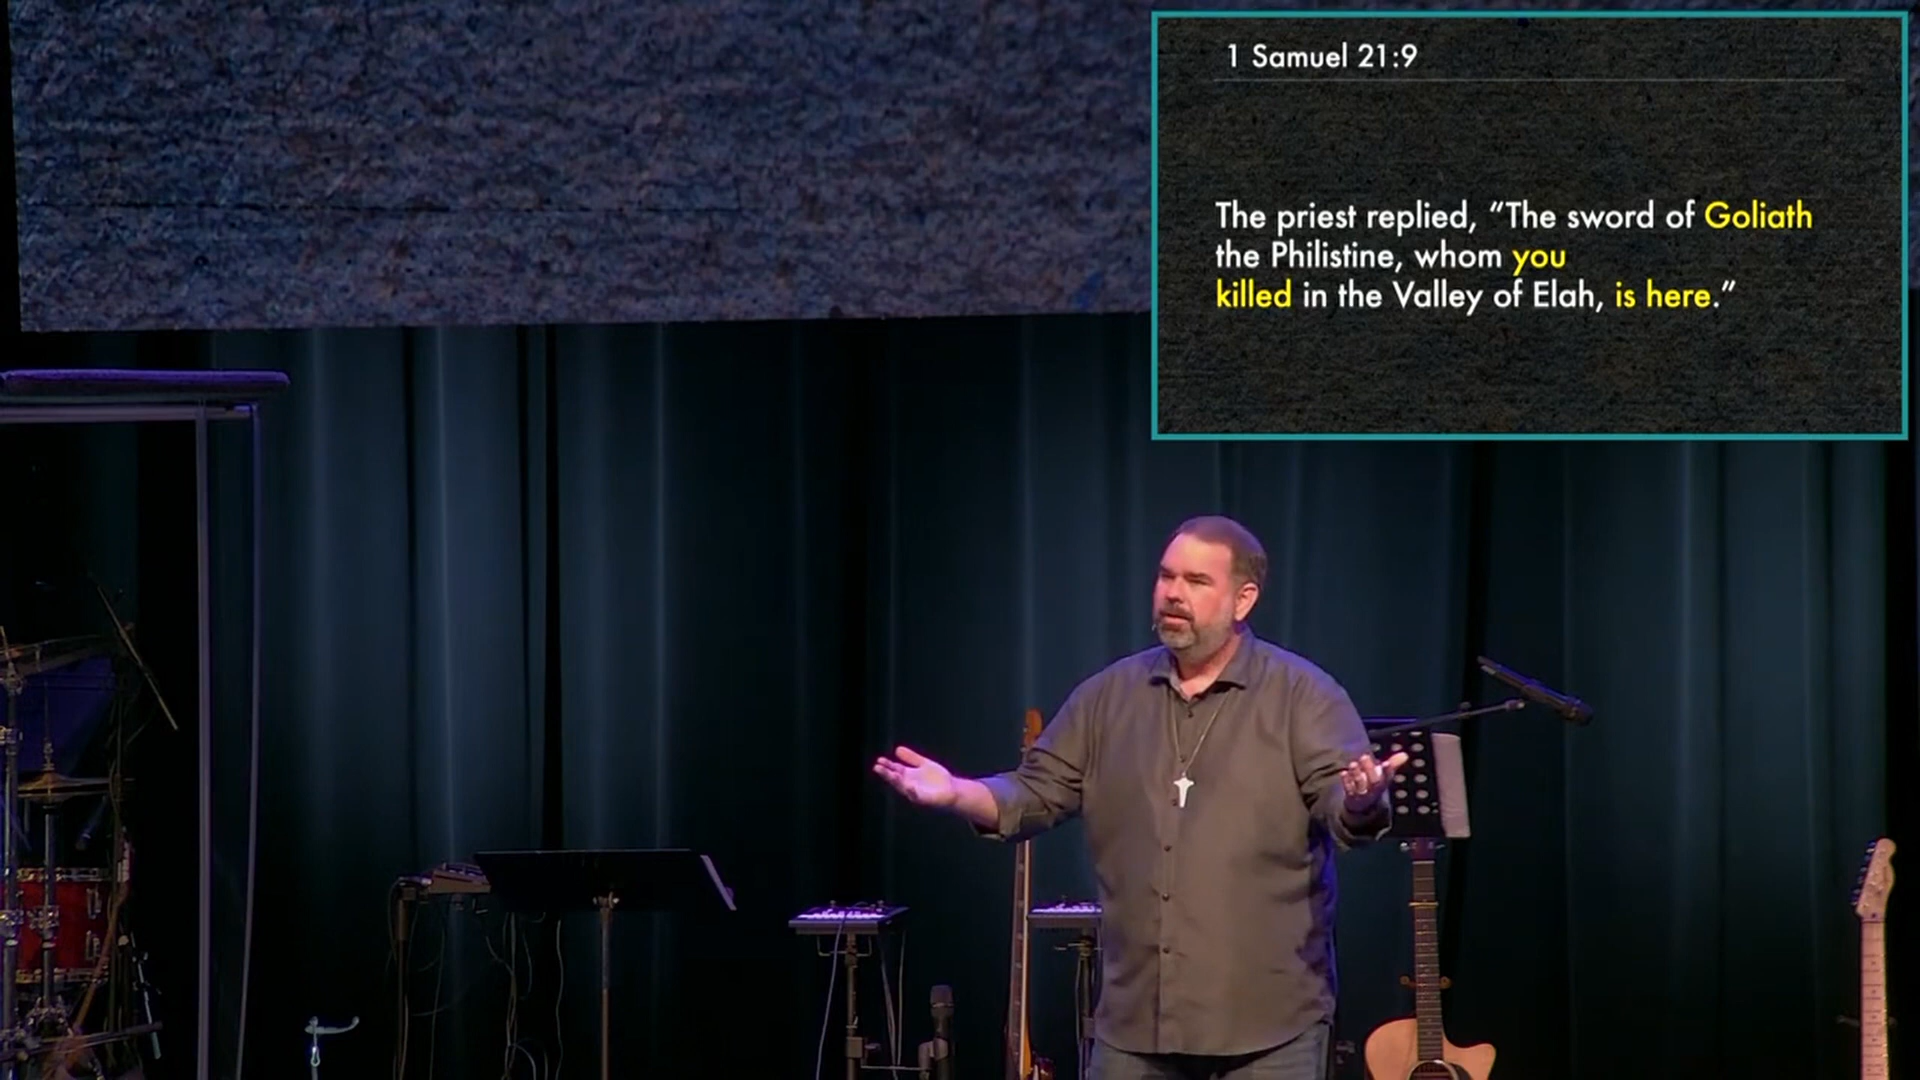 1 Samuel 21:9
The priest replied, “The sword of Goliath
the Philistine, whom you
killed in the Valley of Elah, is here.”